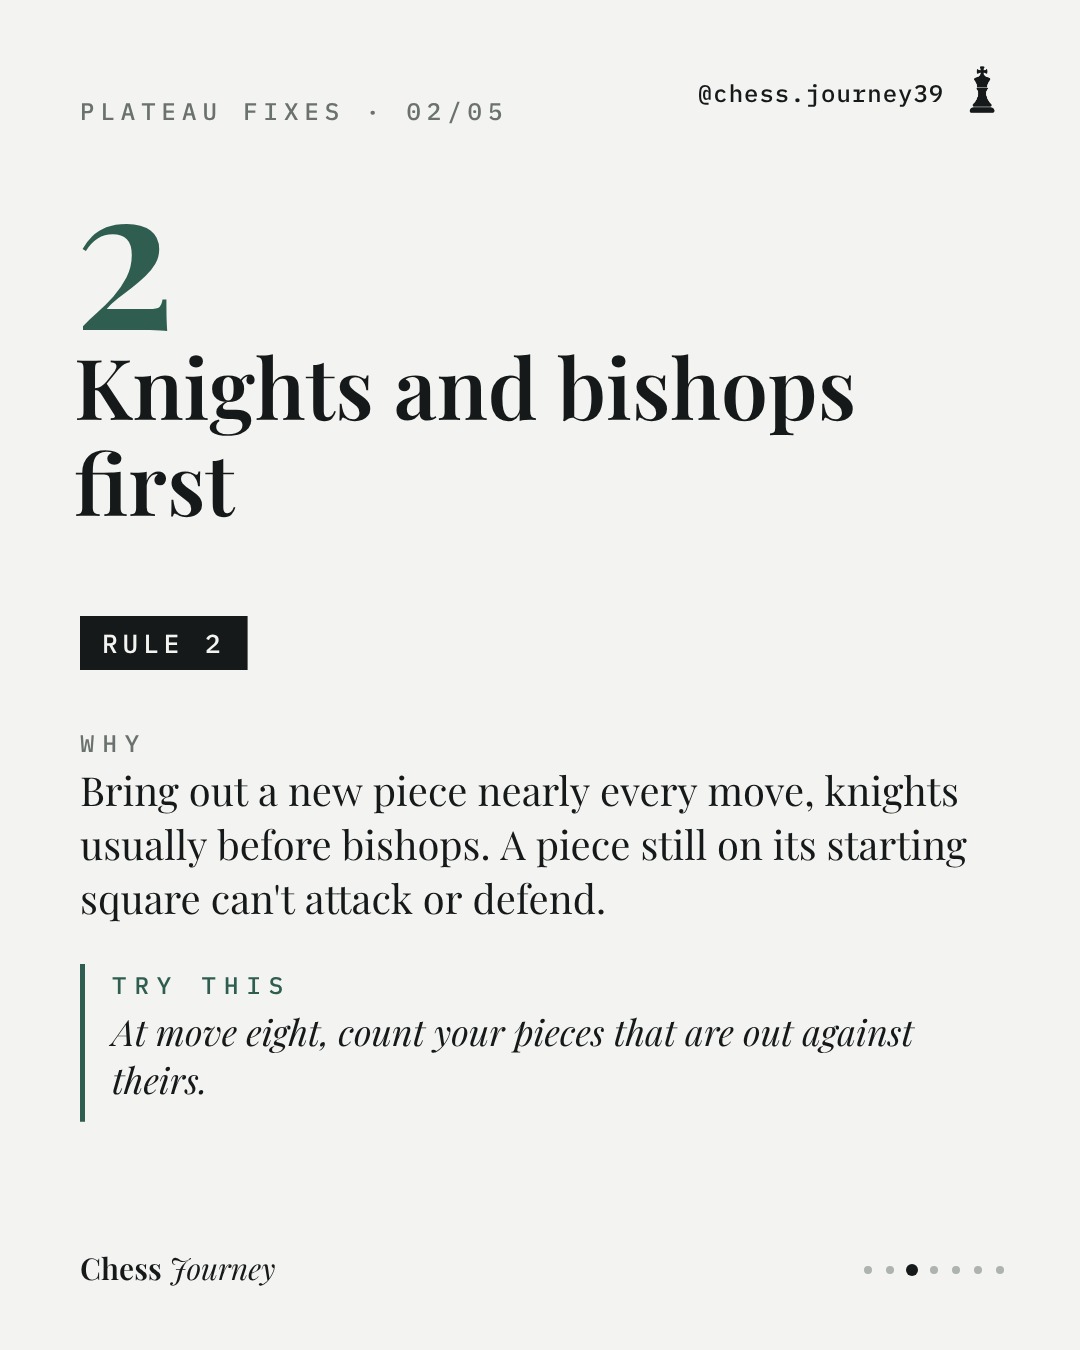 PLATEAU FIXES · 02/05
@chess.journey39
2
Knights and bishops
first
RULE 2
WHY
Bring out a new piece nearly every move, knights
usually before bishops. A piece still on its starting
square can't attack or defend.
TRY THIS
At move eight, count your pieces that are out against
theirs.
Chess Journey